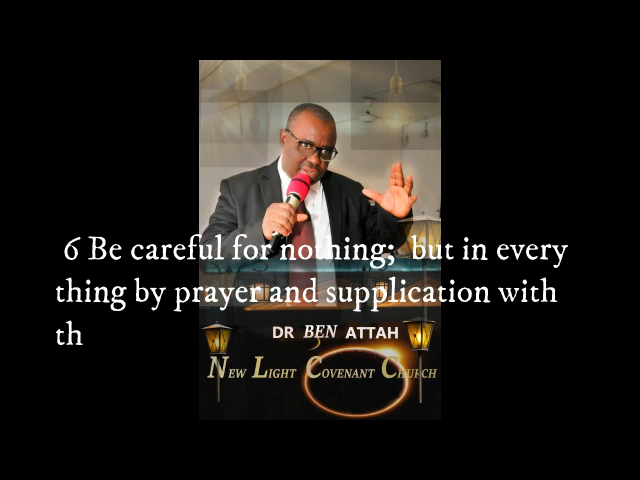 6 Be careful for nothing;  but in every
thing by prayer and supplication with
th
DR BEN ATTAH
New Light Covenant Church